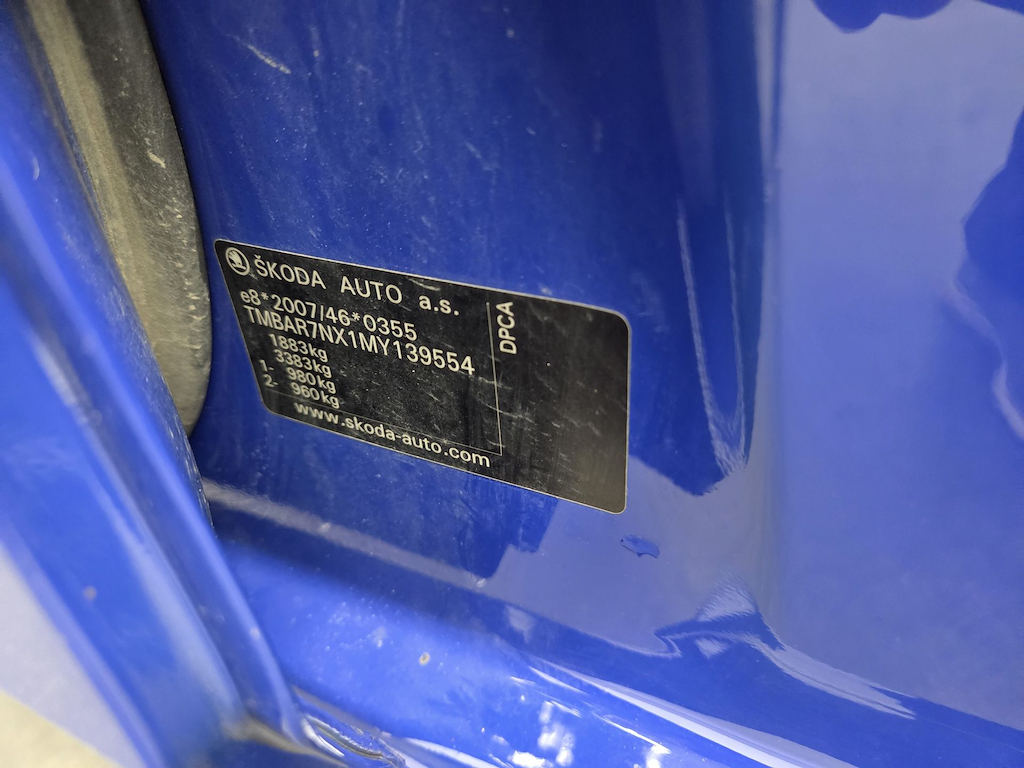 ŠKODA AUTO a.s.
e8*2007/46*0355
TMBAR7NX1MY139554
1883kg
3383kg
1- 980kg
2- 960kg
www.skoda-auto.com
DPCA